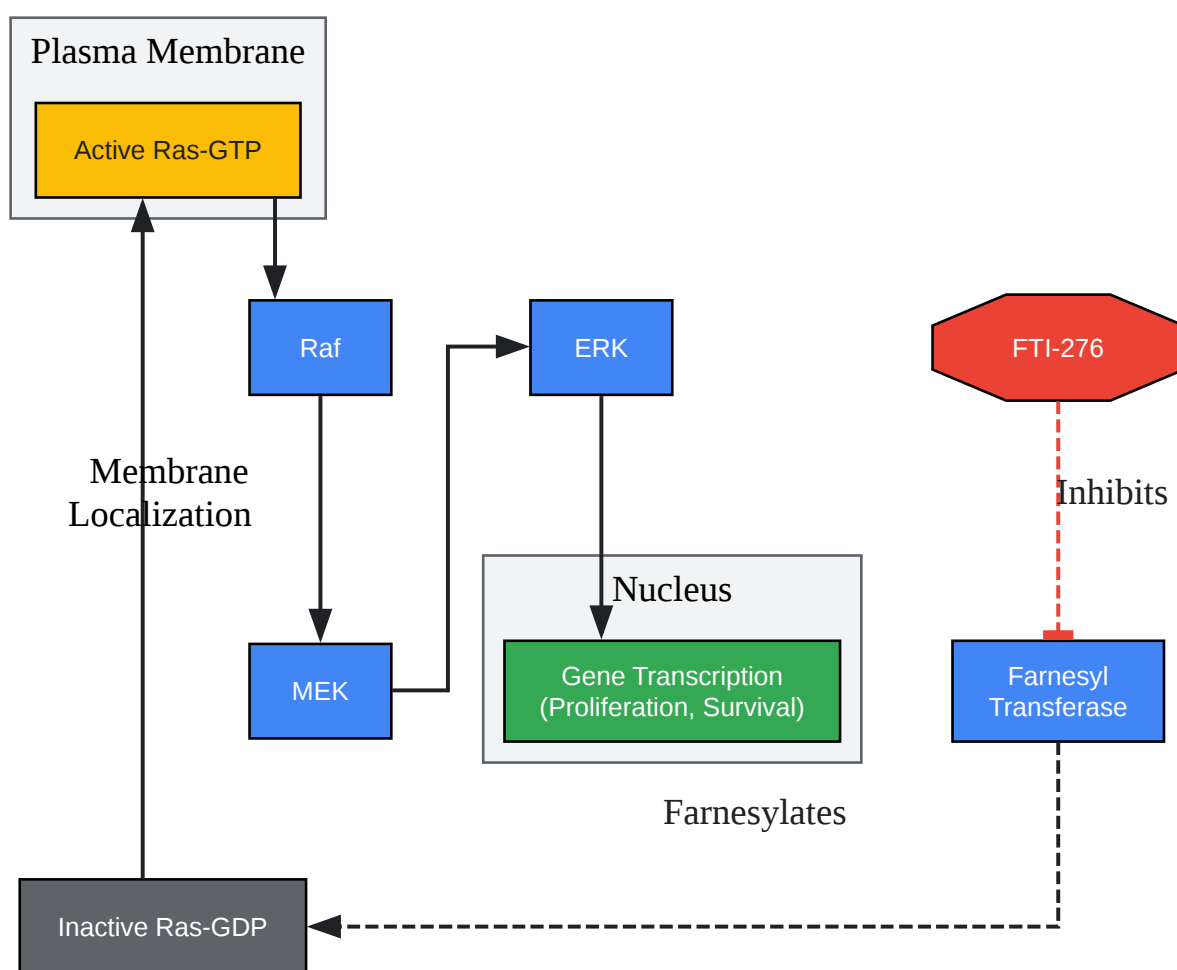 Plasma Membrane
Active Ras-GTP
Raf
ERK
FTI-276
Membrane
Localization
Inhibits
Nucleus
MEK
Gene Transcription
(Proliferation, Survival)
Farnesyl
Transferase
Farnesylates
Inactive Ras-GDP